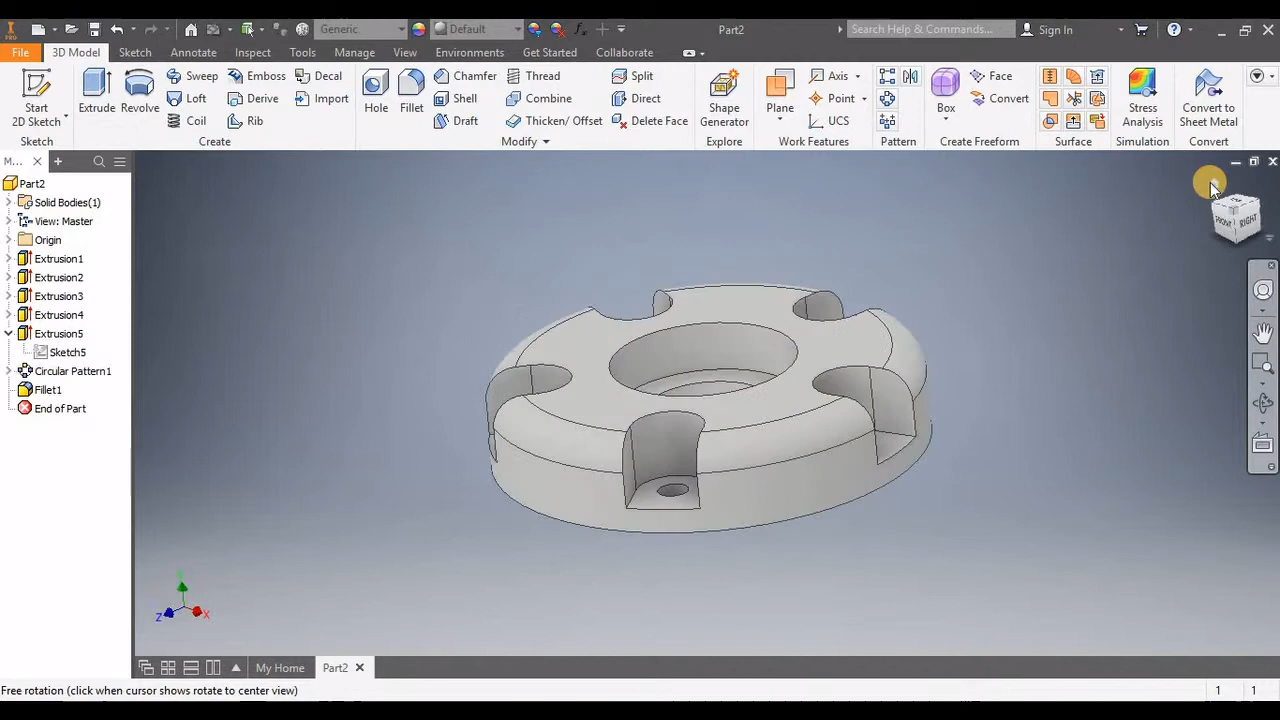 PRO
Generic
Default
Part2
Search Help & Commands...
Sign In
File
3D Model
Sketch
Annotate
Inspect
Tools
Manage
View
Environments
Get Started
Collaborate
Start
2D Sketch
Extrude
Revolve
Sweep
Emboss
Decal
Loft
Derive
Import
Coil
Rib
Hole
Fillet
Chamfer
Thread
Split
Shell
Combine
Direct
Draft
Thicken/ Offset
Delete Face
Shape
Generator
Plane
Axis
Point
UCS
Box
Face
Convert
Stress
Analysis
Convert to
Sheet Metal
Sketch
Create
Modify
Explore
Work Features
Pattern
Create Freeform
Surface
Simulation
Convert
M...
Part2
Solid Bodies(1)
View: Master
Origin
Extrusion1
Extrusion2
Extrusion3
Extrusion4
Extrusion5
Sketch5
Circular Pattern1
Fillet1
End of Part
FRONT
RIGHT
Z
X
My Home
Part2
Free rotation (click when cursor shows rotate to center view)
1
1